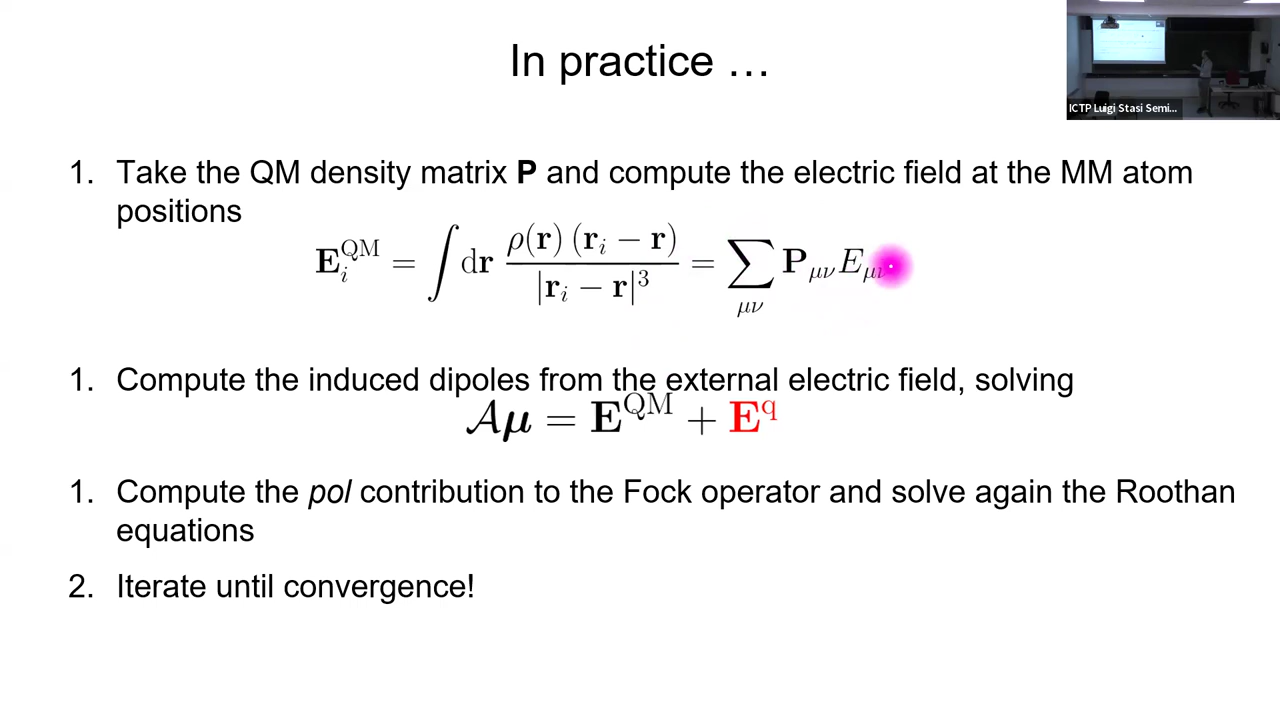 In practice …
ICTP Luigi Stasi Semi...
1. Take the QM density matrix P and compute the electric field at the MM atom
positions
E_i^QM = ∫ dr ρ(r) (r_i − r) / |r_i − r|^3 = ∑_μν P_μν E_μν
1. Compute the induced dipoles from the external electric field, solving
𝒜μ = E^QM + E^q
1. Compute the pol contribution to the Fock operator and solve again the Roothan
equations
2. Iterate until convergence!